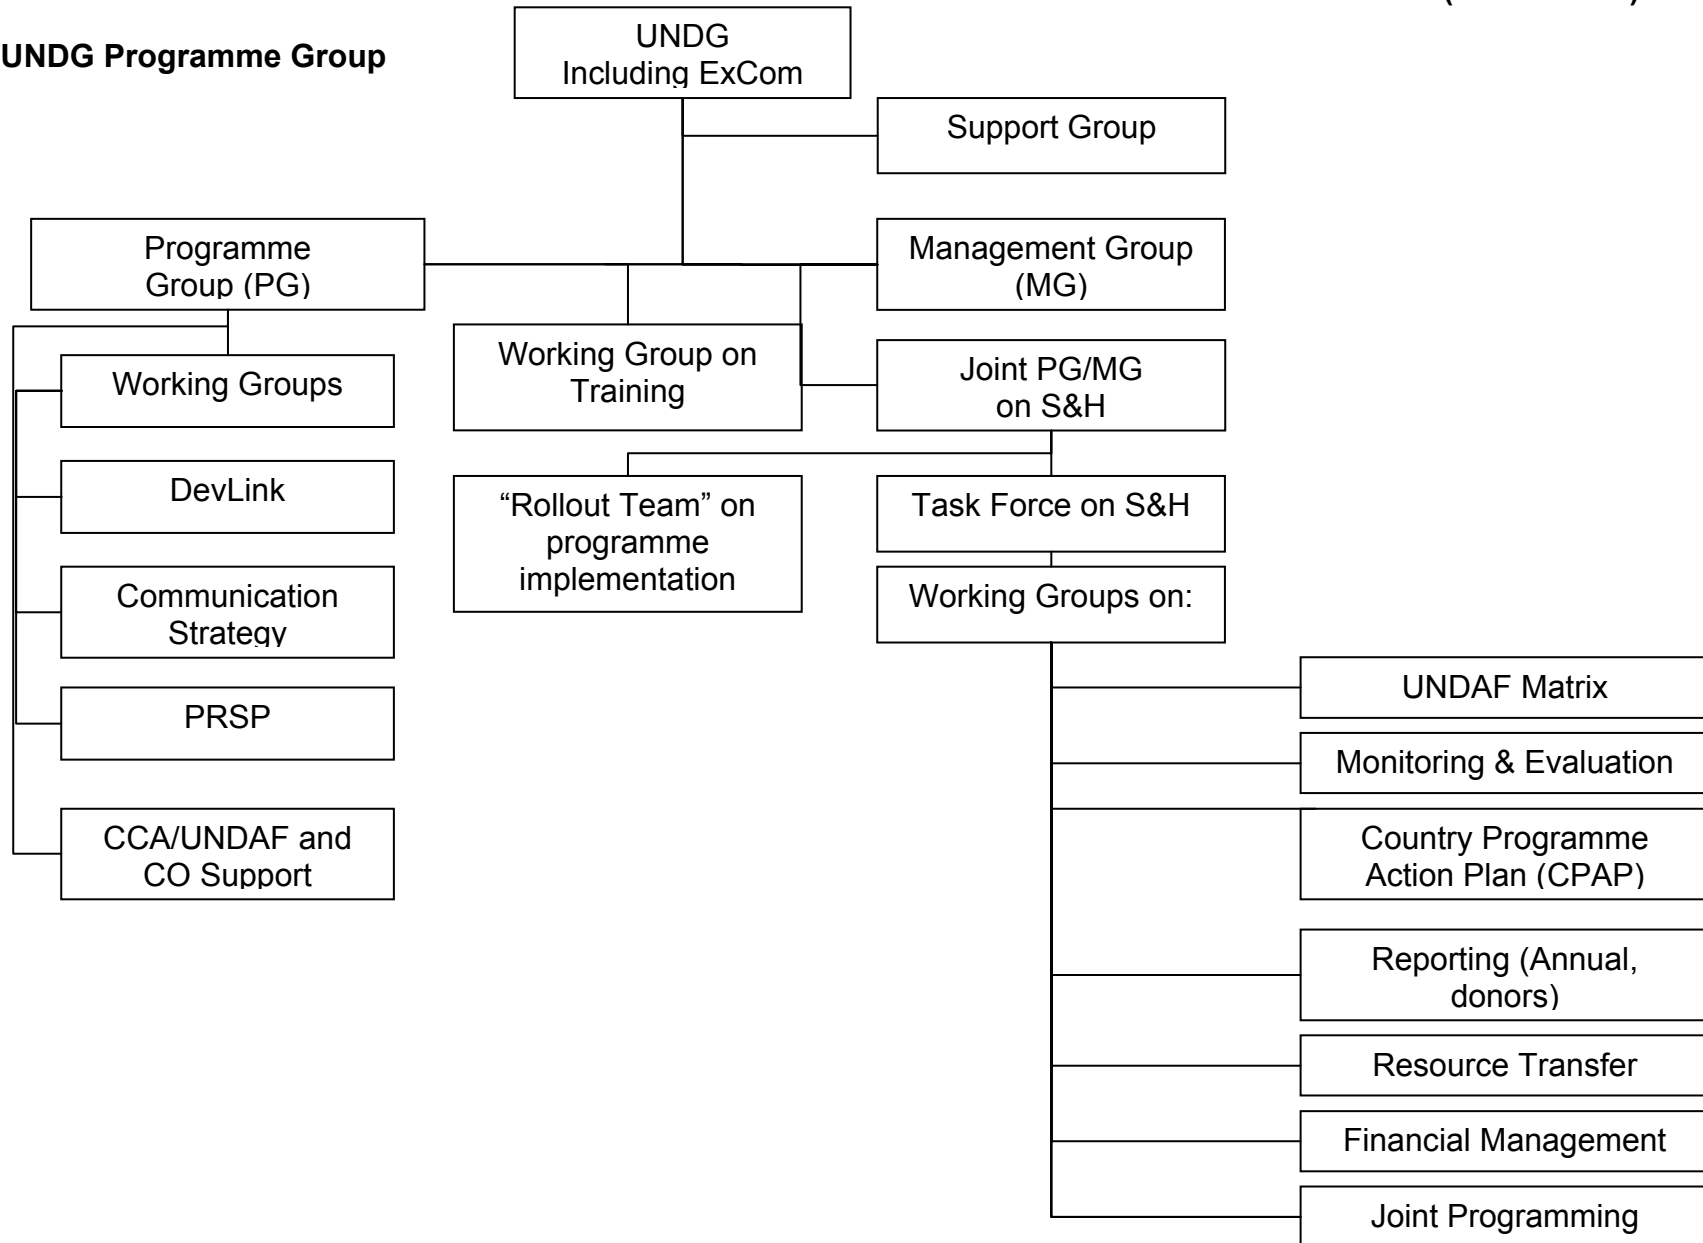 UNDG Programme Group
UNDG
Including ExCom
Support Group
Programme
Group (PG)
Management Group
(MG)
Working Groups
Working Group on
Training
Joint PG/MG
on S&H
DevLink
“Rollout Team” on
programme
implementation
Task Force on S&H
Communication
Strategy
Working Groups on:
PRSP
UNDAF Matrix
Monitoring & Evaluation
CCA/UNDAF and
CO Support
Country Programme
Action Plan (CPAP)
Reporting (Annual,
donors)
Resource Transfer
Financial Management
Joint Programming